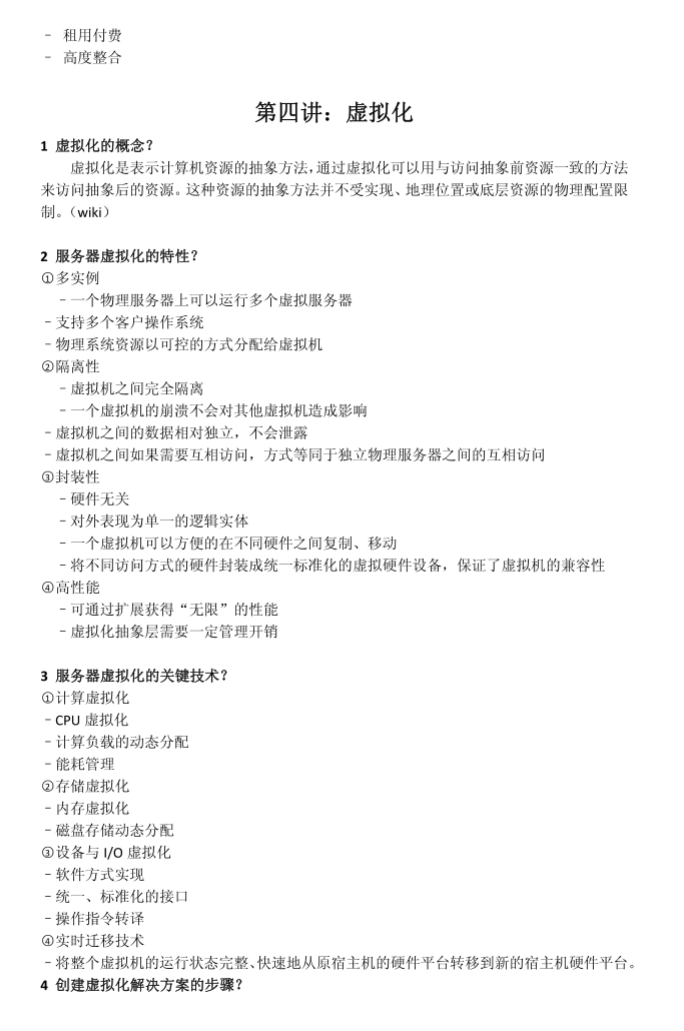 – 租用付费
– 高度整合
第四讲：虚拟化
1 虚拟化的概念？
虚拟化是表示计算机资源的抽象方法,通过虚拟化可以用与访问抽象前资源一致的方法
来访问抽象后的资源。这种资源的抽象方法并不受实现、地理位置或底层资源的物理配置限
制。（wiki）
2 服务器虚拟化的特性？
①多实例
–一个物理服务器上可以运行多个虚拟服务器
–支持多个客户操作系统
–物理系统资源以可控的方式分配给虚拟机
②隔离性
–虚拟机之间完全隔离
–一个虚拟机的崩溃不会对其他虚拟机造成影响
–虚拟机之间的数据相对独立，不会泄露
–虚拟机之间如果需要互相访问，方式等同于独立物理服务器之间的互相访问
③封装性
–硬件无关
–对外表现为单一的逻辑实体
–一个虚拟机可以方便的在不同硬件之间复制、移动
–将不同访问方式的硬件封装成统一标准化的虚拟硬件设备，保证了虚拟机的兼容性
④高性能
–可通过扩展获得“无限”的性能
–虚拟化抽象层需要一定管理开销
3 服务器虚拟化的关键技术？
①计算虚拟化
–CPU 虚拟化
–计算负载的动态分配
–能耗管理
②存储虚拟化
–内存虚拟化
–磁盘存储动态分配
③设备与 I/O 虚拟化
–软件方式实现
–统一、标准化的接口
–操作指令转译
④实时迁移技术
–将整个虚拟机的运行状态完整、快速地从原宿主机的硬件平台转移到新的宿主机硬件平台。
4 创建虚拟化解决方案的步骤？